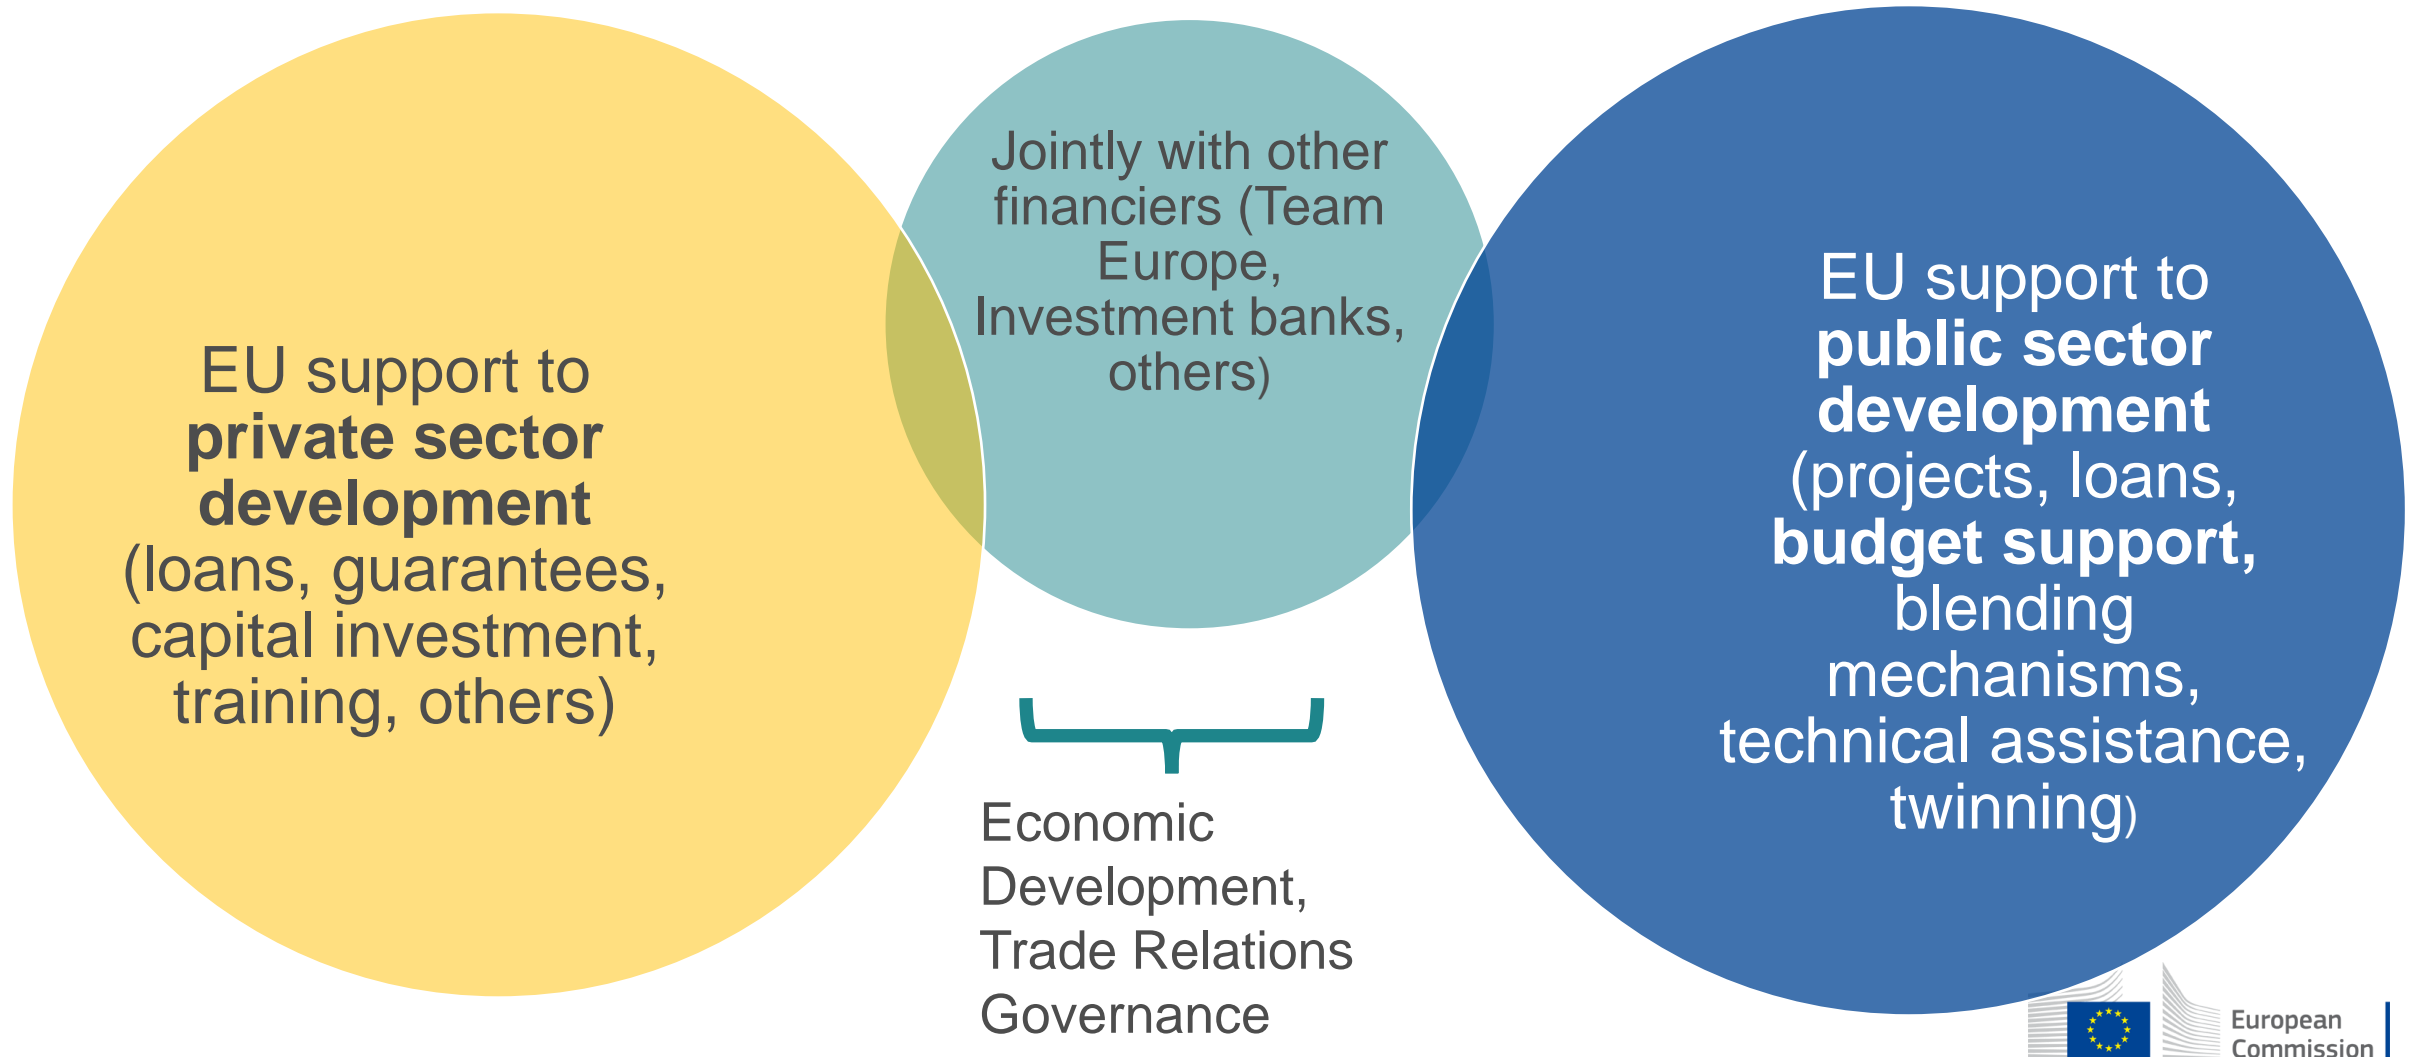 EU support to
private sector
development
(loans, guarantees,
capital investment,
training, others)
Jointly with other
financiers (Team
Europe,
Investment banks,
others)
Economic
Development,
Trade Relations
Governance
EU support to
public sector
development
(projects, loans,
budget support,
blending
mechanisms,
technical assistance,
twinning)
European
Commission